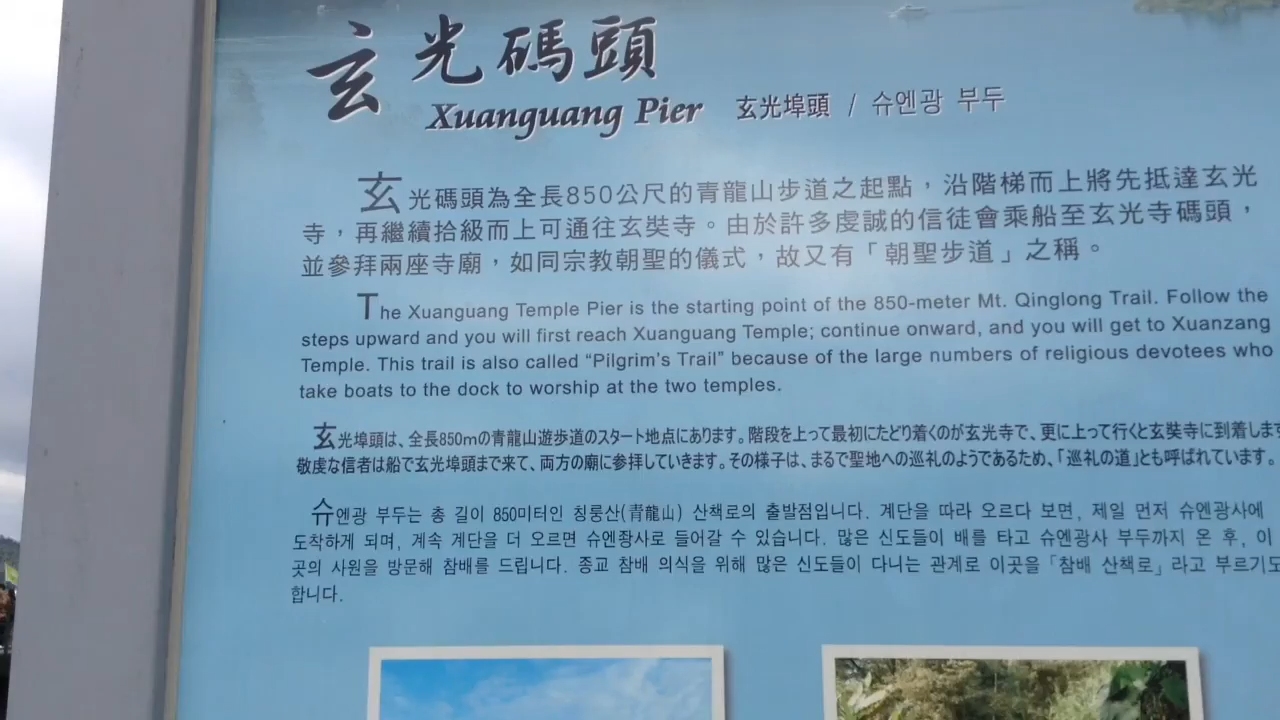 玄光碼頭
Xuanguang Pier 玄光埠頭 / 슈엔광 부두
玄光碼頭為全長850公尺的青龍山步道之起點，沿階梯而上將先抵達玄光
寺，再繼續拾級而上可通往玄奘寺。由於許多虔誠的信徒會乘船至玄光寺碼頭，
並參拜兩座寺廟，如同宗教朝聖的儀式，故又有「朝聖步道」之稱。
The Xuanguang Temple Pier is the starting point of the 850-meter Mt. Qinglong Trail. Follow the
steps upward and you will first reach Xuanguang Temple; continue onward, and you will get to Xuanzang
Temple. This trail is also called “Pilgrim’s Trail” because of the large numbers of religious devotees who
take boats to the dock to worship at the two temples.
玄光埠頭は、全長850mの青龍山遊歩道のスタート地点にあります。階段を上って最初にたどり着くのが玄光寺で、更に上って行くと玄奘寺に到着します
敬虔な信者は船で玄光埠頭まで来て、両方の廟に参拝していきます。その様子は、まるで聖地への巡礼のようであるため、「巡礼の道」とも呼ばれています。
슈엔광 부두는 총 길이 850미터인 칭룽산(青龍山) 산책로의 출발점입니다. 계단을 따라 오르다 보면, 제일 먼저 슈엔광사에
도착하게 되며, 계속 계단을 더 오르면 슈엔좡사로 들어갈 수 있습니다. 많은 신도들이 배를 타고 슈엔광사 부두까지 온 후, 이
곳의 사원을 방문해 참배를 드립니다. 종교 참배 의식을 위해 많은 신도들이 다니는 관계로 이곳을「참배 산책로」라고 부르기도
합니다.